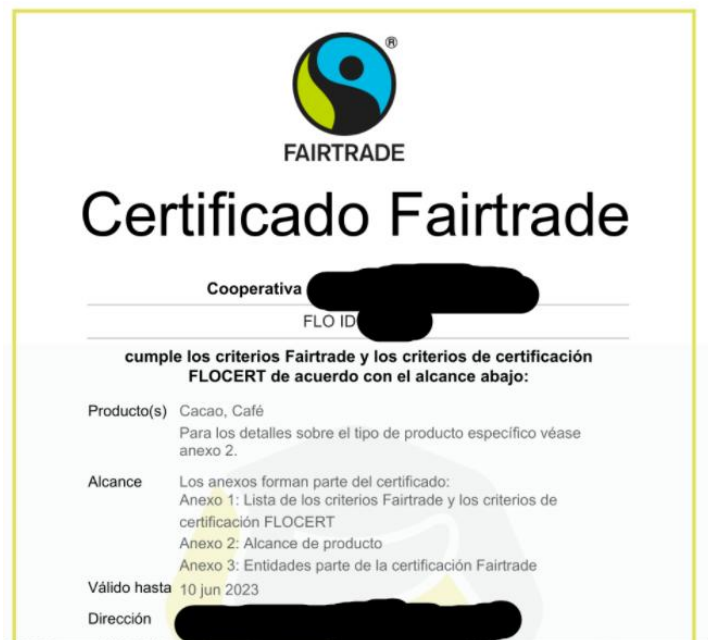 ®
FAIRTRADE
Certificado Fairtrade
Cooperativa
FLO ID
cumple los criterios Fairtrade y los criterios de certificación
FLOCERT de acuerdo con el alcance abajo:
Producto(s) Cacao, Café
Para los detalles sobre el tipo de producto específico véase
anexo 2.
Alcance Los anexos forman parte del certificado:
Anexo 1: Lista de los criterios Fairtrade y los criterios de
certificación FLOCERT
Anexo 2: Alcance de producto
Anexo 3: Entidades parte de la certificación Fairtrade
Válido hasta 10 jun 2023
Dirección